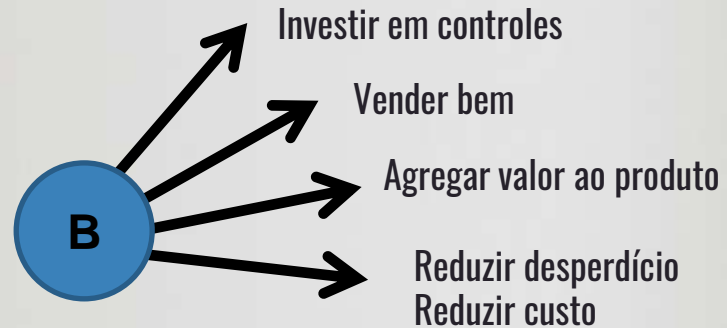 Investir em controles
Vender bem
Agregar valor ao produto
B
Reduzir desperdício
Reduzir custo